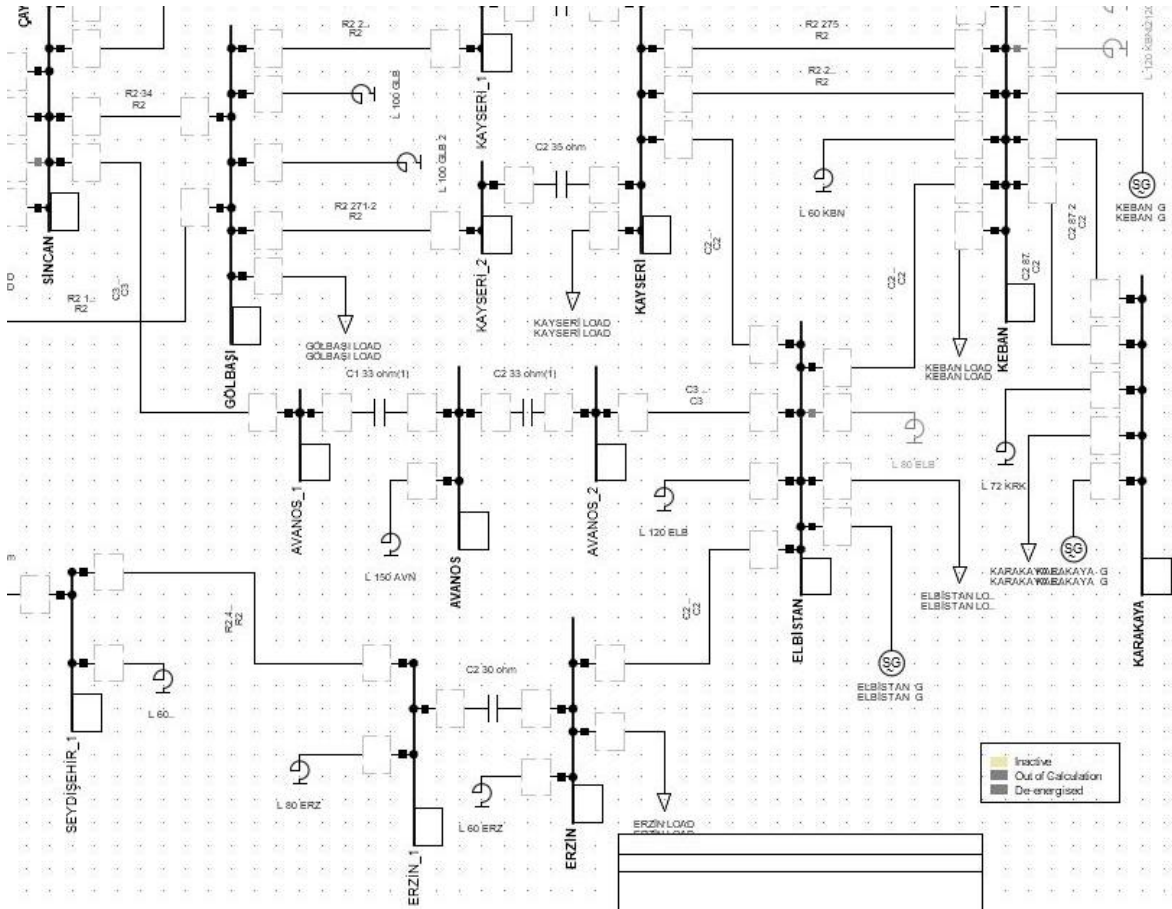 ÇAY
R2 2...
R2
R2 275
R2
L 120 KBN2120
R2-34
R2
L 100 GLB
R2-2...
R2
KAYSERİ_1
C2 35 ohm
L 100 GLB 2
R2 271-2
R2
L 60 KBN
KEBAN G
KEBAN G
SİNCAN
KAYSERİ_2
KAYSERİ
C2...
C2
C2...
C2
C2 87 2
C2
C2 87.
C2
R2 1...
R2
C3...
C3
KAYSERİ LOAD
KAYSERİ LOAD
GÖLBAŞI LOAD
GÖLBAŞI LOAD
GÖLBAŞI
KEBAN
KEBAN LOAD
KEBAN LOAD
C1 33 ohm(1)
C2 33 ohm(1)
C3...
C3
L 80 ELB
L 72 KRK
AVANOS_1
AVANOS_2
L 120 ELB
L 150 AVN
AVANOS
KARAKAYA G
KARAKAYA G
ELBİSTAN LO...
ELBİSTAN LO...
ELBİSTAN
KARAKAYA
R2 4...
R2
C2...
C2
C2 30 ohm
ELBİSTAN G
ELBİSTAN G
L 60...
SEYDİŞEHİR_1
L 80 ERZ
L 60 ERZ
ERZİN_1
ERZİN
ERZİN LOAD
ERZİN LOAD
Inactive
Out of Calculation
De-energised
SG
SG
SG